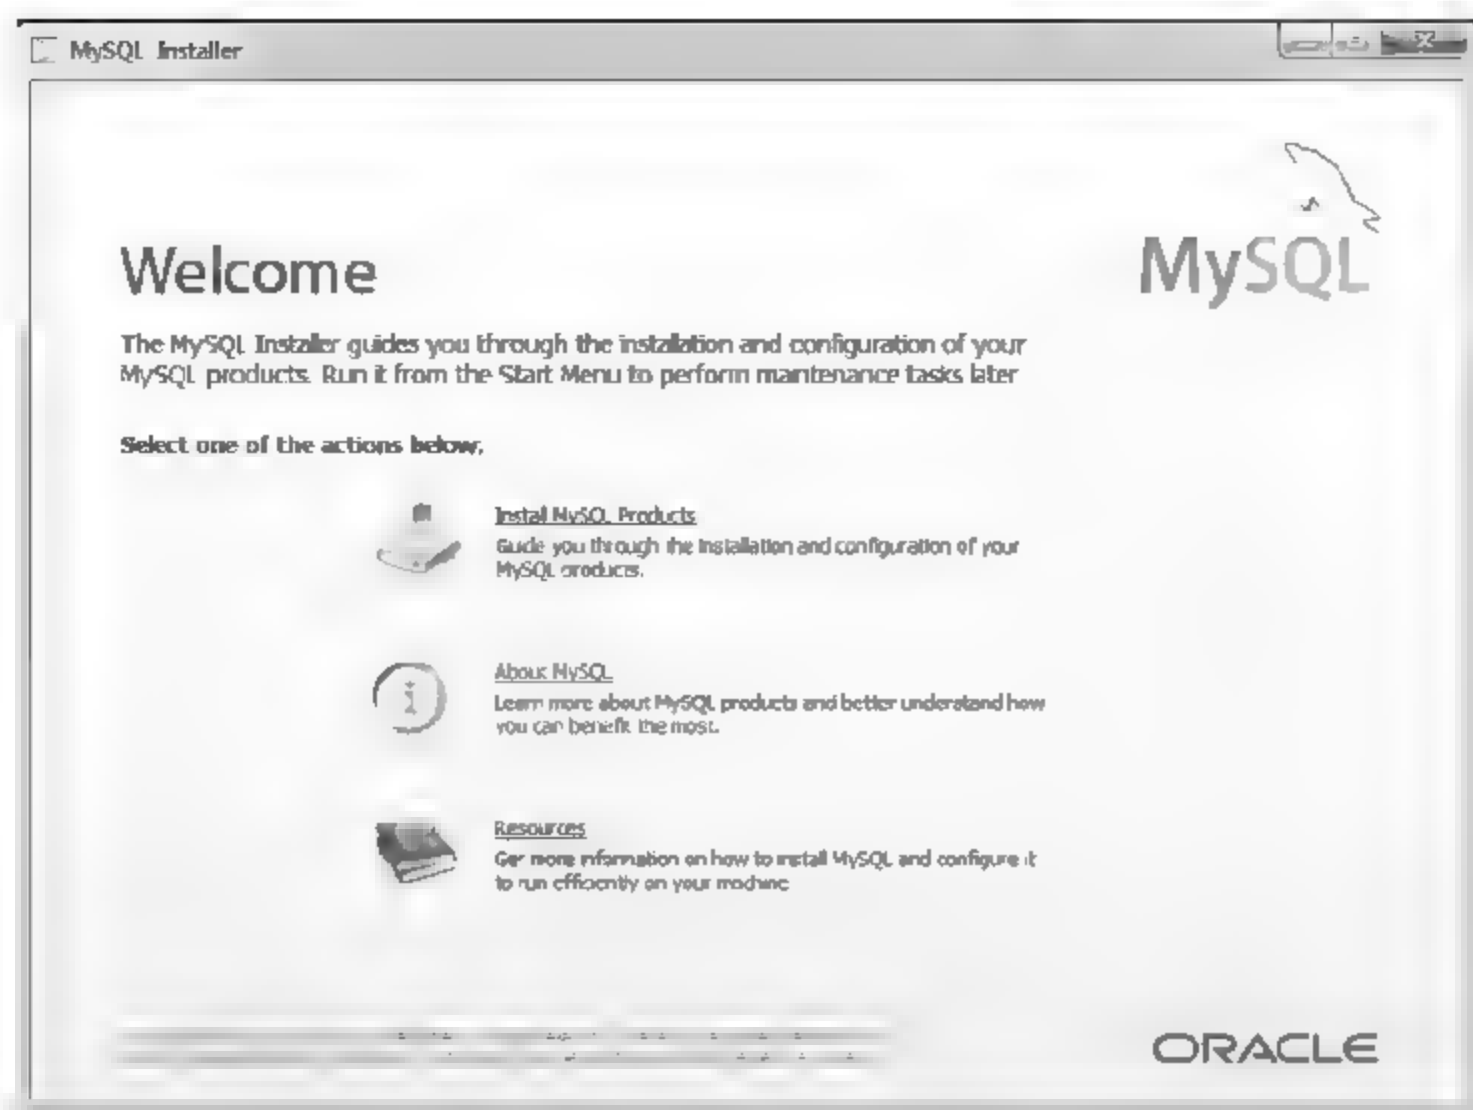 MySQL Installer
MySQL
Welcome
The MySQL Installer guides you through the installation and configuration of your
MySQL products. Run it from the Start Menu to perform maintenance tasks later
Select one of the actions below.
Install MySQL Products
Guide you through the installation and configuration of your
MySQL products.
About MySQL
Learn more about MySQL products and better understand how
you can benefit the most.
Resources
Get more information on how to install MySQL and configure it
to run efficiently on your machine
ORACLE